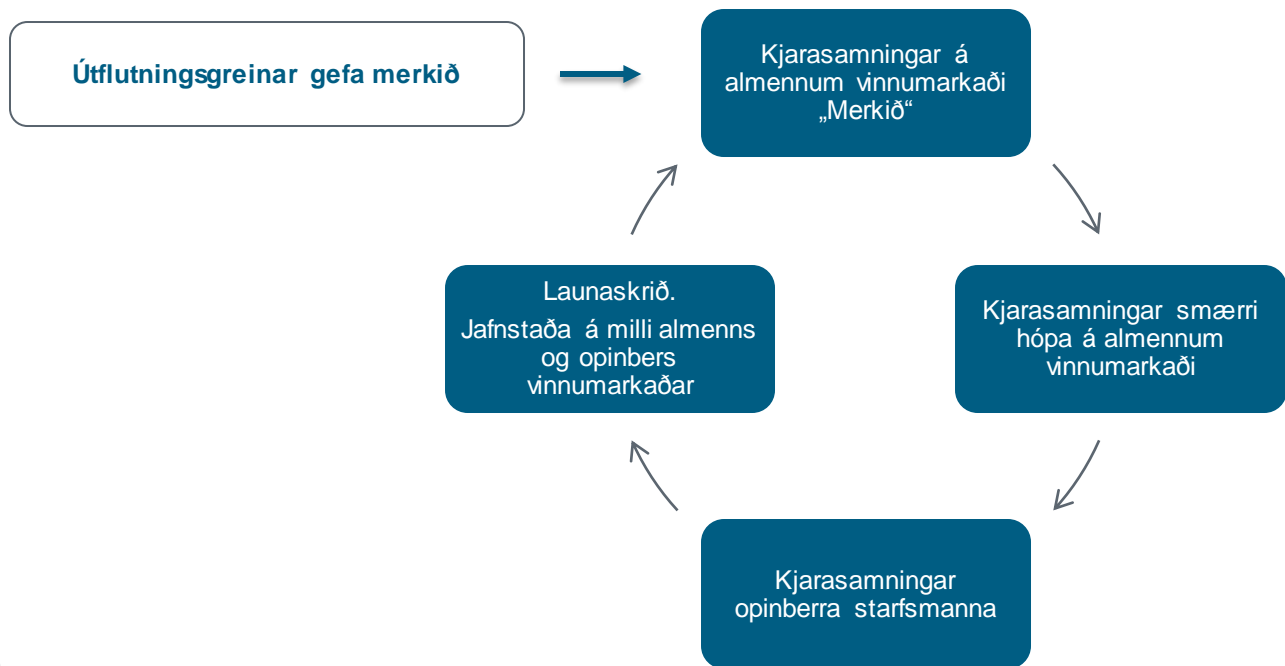 Útflutningsgreinar gefa merkið
Kjarasamningar á
almennum vinnumarkaði
„Merkið“
Kjarasamningar smærri
hópa á almennum
vinnumarkaði
Kjarasamningar
opinberra starfsmanna
Launaskrið.
Jafnstaða á milli almenns
og opinbers
vinnumarkaðar